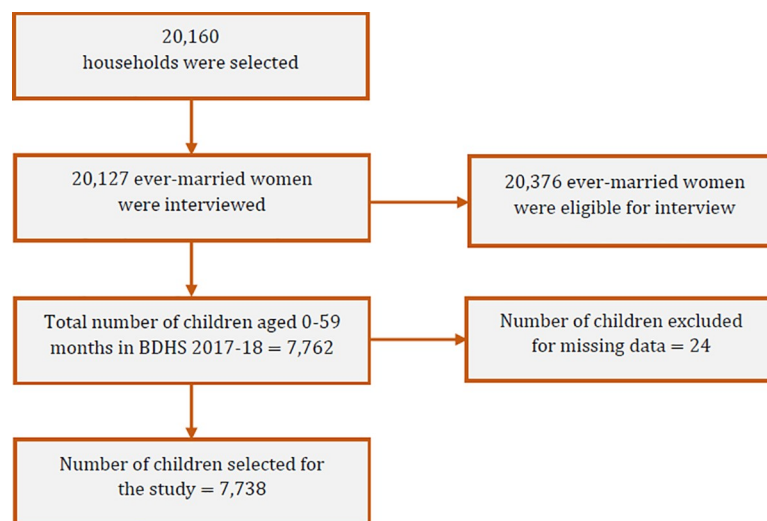 20,160
households were selected
20,127 ever-married women
were interviewed
20,376 ever-married women
were eligible for interview
Total number of children aged 0-59
months in BDHS 2017-18 = 7,762
Number of children excluded
for missing data = 24
Number of children selected for
the study = 7,738